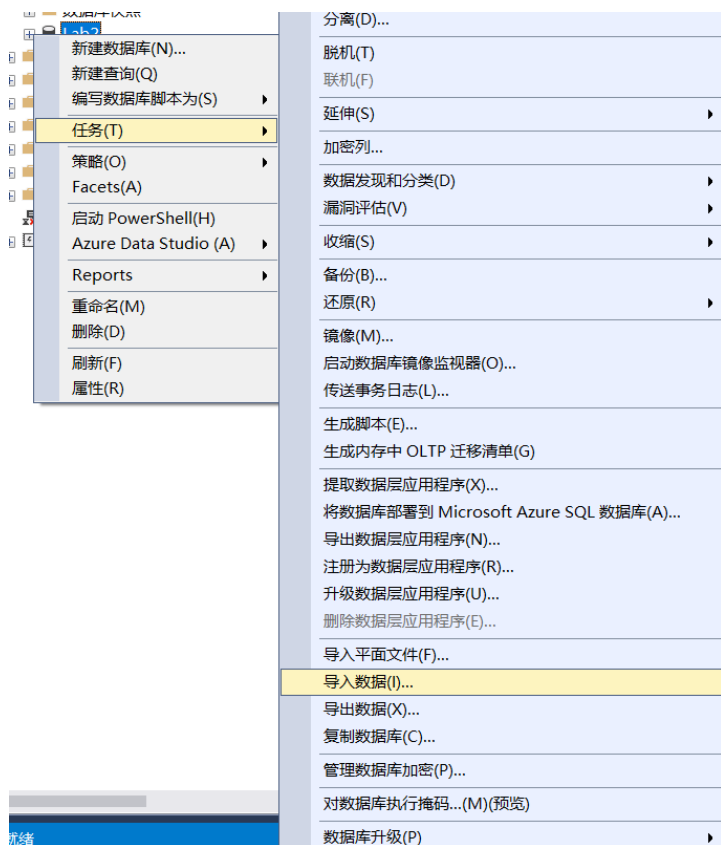 数据库快照
Lab2
新建数据库(N)...
新建查询(Q)
编写数据库脚本为(S)
任务(T)
策略(O)
Facets(A)
启动 PowerShell(H)
Azure Data Studio (A)
Reports
重命名(M)
删除(D)
刷新(F)
属性(R)
就绪
分离(D)...
脱机(T)
联机(F)
延伸(S)
加密列...
数据发现和分类(D)
漏洞评估(V)
收缩(S)
备份(B)...
还原(R)
镜像(M)...
启动数据库镜像监视器(O)...
传送事务日志(L)...
生成脚本(E)...
生成内存中 OLTP 迁移清单(G)
提取数据层应用程序(X)...
将数据库部署到 Microsoft Azure SQL 数据库(A)...
导出数据层应用程序(N)...
注册为数据层应用程序(R)...
升级数据层应用程序(U)...
删除数据层应用程序(E)...
导入平面文件(F)...
导入数据(I)...
导出数据(X)...
复制数据库(C)...
管理数据库加密(P)...
对数据库执行掩码...(M)(预览)
数据库升级(P)